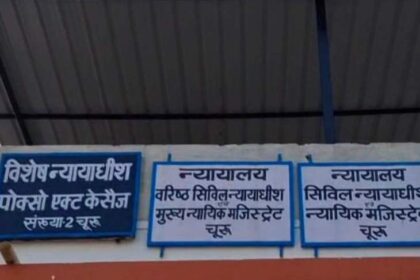 विशेष न्यायाधीश
पोक्सो एक्ट केसेज
संख्या-2 चूरू
न्यायालय
वरिष्ठ सिविल न्यायाधीश
एवं
मुख्य न्यायिक मजिस्ट्रेट
चूरू
न्यायालय
सिविल न्यायाधीश
एवं
न्यायिक मजिस्ट्रेट
चूरू